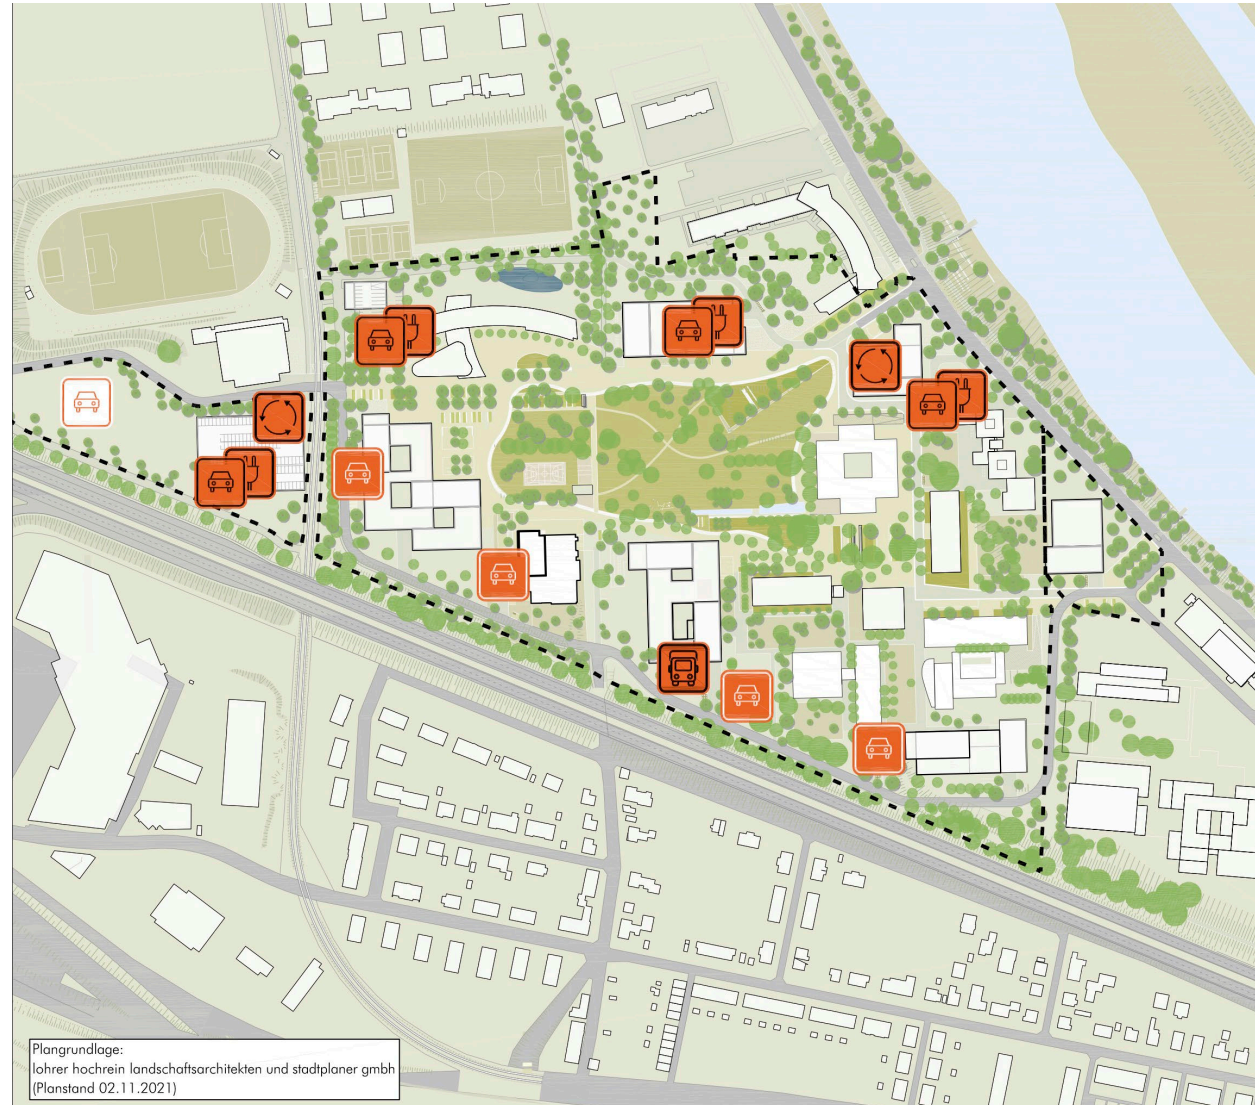 Plangrundlage:
lohrer hochrein landschaftsarchitekten und stadtplaner gmbh
(Planstand 02.11.2021)